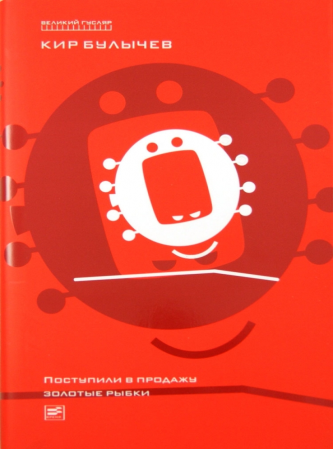 ВЕЛИКИЙ ГУСЛЯР
КИР БУЛЫЧЕВ
ПОСТУПИЛИ В ПРОДАЖУ
ЗОЛОТЫЕ РЫБКИ